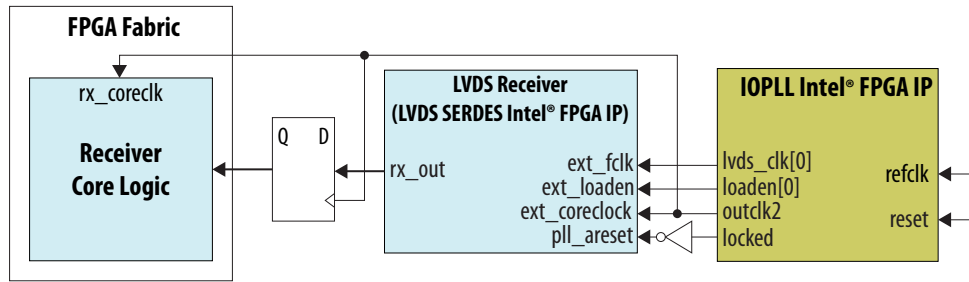 FPGA Fabric
rx_coreclk
Receiver
Core Logic
Q D
LVDS Receiver
(LVDS SERDES Intel® FPGA IP)
rx_out
ext_fclk
ext_loaden
ext_coreclock
pll_areset
IOPLL Intel® FPGA IP
lvds_clk[0]
loaden[0]
outclk2
locked
refclk
reset